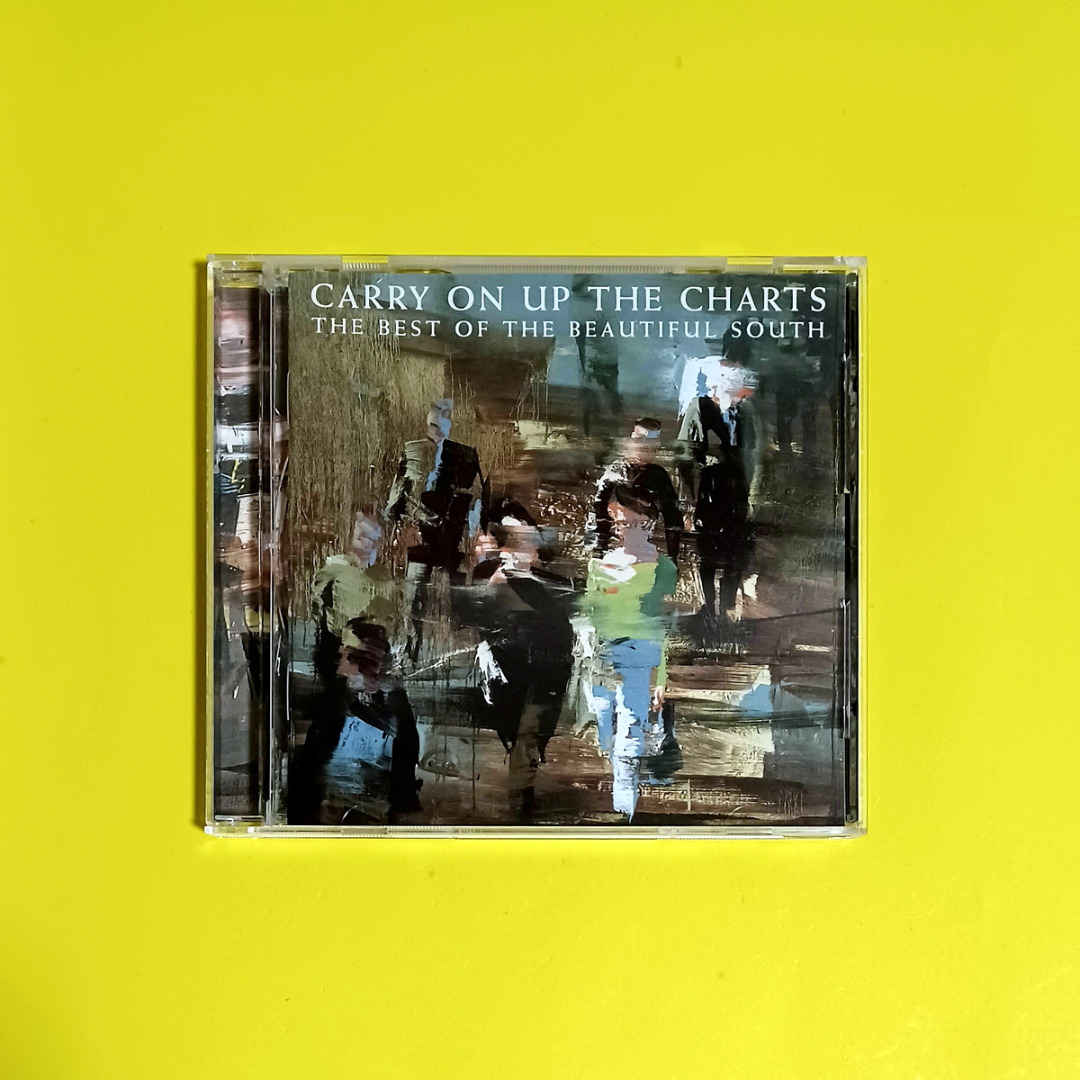 CARRY ON UP THE CHARTS
THE BEST OF THE BEAUTIFUL SOUTH